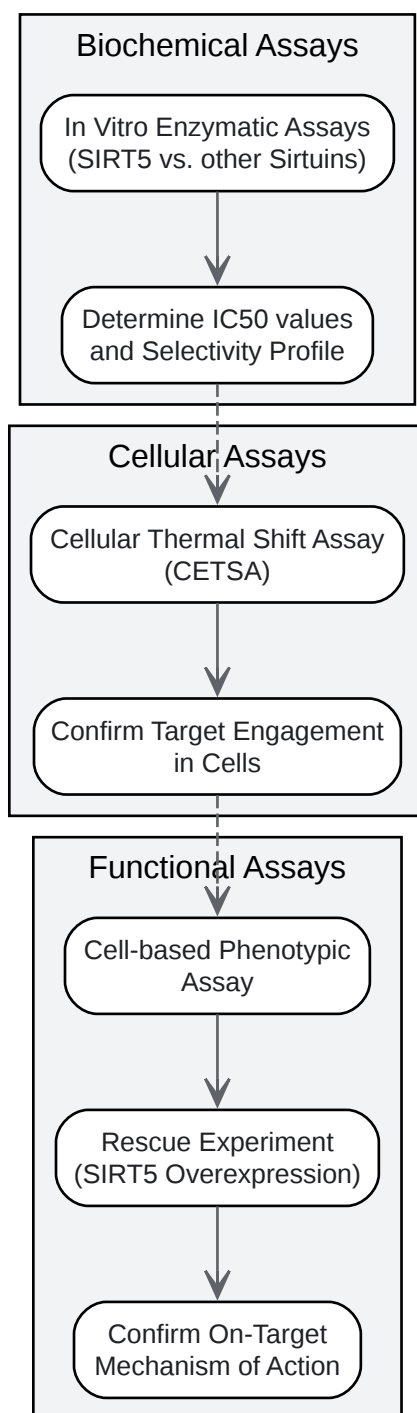 Biochemical Assays
In Vitro Enzymatic Assays
(SIRT5 vs. other Sirtuins)
Determine IC50 values
and Selectivity Profile
Cellular Assays
Cellular Thermal Shift Assay
(CETSA)
Confirm Target Engagement
in Cells
Functional Assays
Cell-based Phenotypic
Assay
Rescue Experiment
(SIRT5 Overexpression)
Confirm On-Target
Mechanism of Action